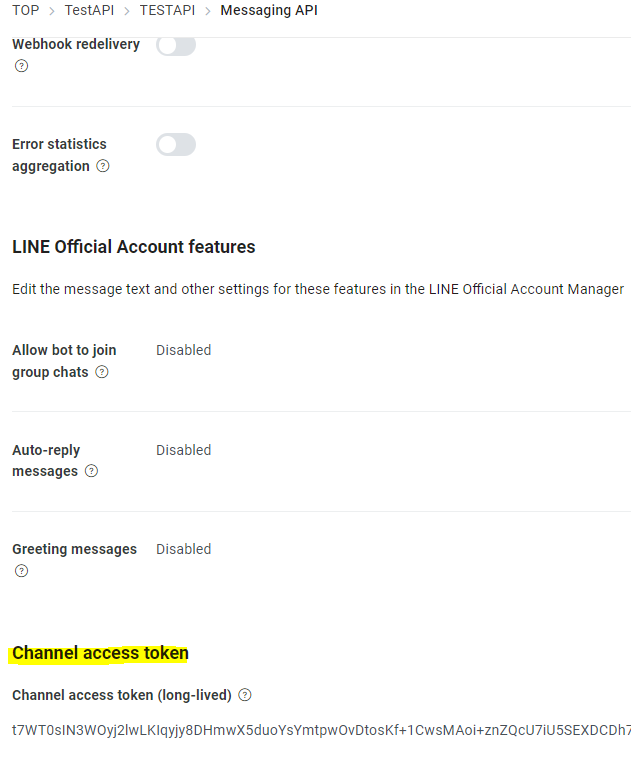 TOP > TestAPI > TESTAPI > Messaging API
Webhook redelivery
Error statistics
aggregation
LINE Official Account features
Edit the message text and other settings for these features in the LINE Official Account Manager
Allow bot to join
group chats
Disabled
Auto-reply
messages
Disabled
Greeting messages
Disabled
Channel access token
Channel access token (long-lived)
t7WT0sIN3WOyj2lwLKIqyjy8DHmwX5duoYsYmtpwOvDtosKf+1CwsMAoi+znZQcU7iU5SEXDCDh7